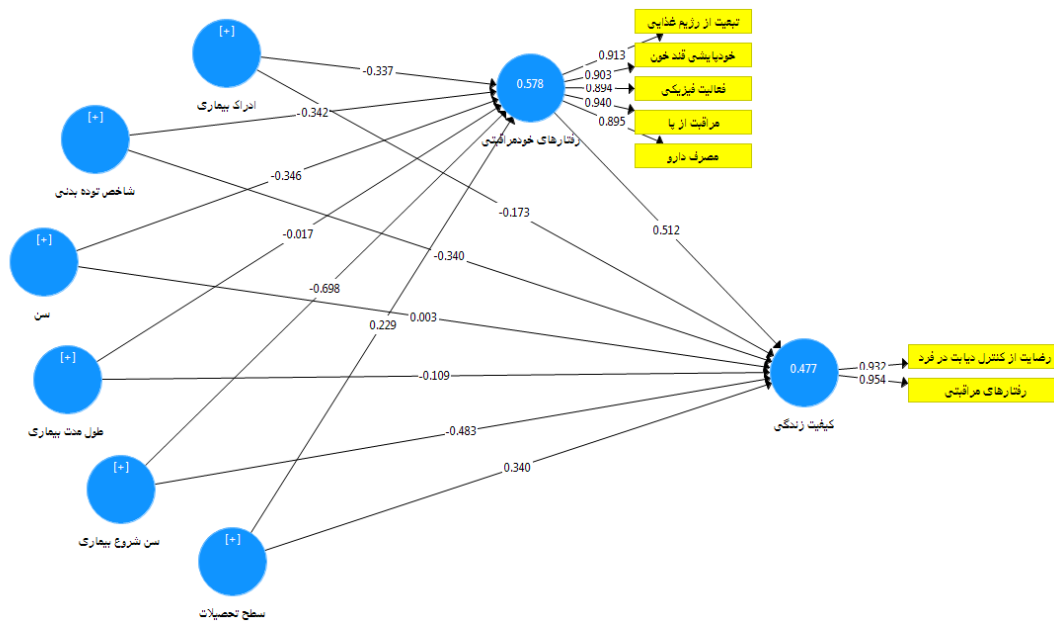 [+]
ادراک بیماری
[+]
شاخص توده بدنی
[+]
سن
[+]
طول مدت بیماری
[+]
سن شروع بیماری
[+]
سطح تحصیلات
-0.337
-0.342
-0.346
-0.017
-0.698
0.229
-0.173
-0.340
0.003
-0.109
-0.483
0.340
0.578
رفتارهای خودمراقبتی
0.512
0.913
0.903
0.894
0.940
0.895
تبعیت از رژیم غذایی
خودپایشی قند خون
فعالیت فیزیکی
مراقبت از پا
مصرف دارو
0.477
کیفیت زندگی
0.932
0.954
رضایت از کنترل دیابت در فرد
رفتارهای مراقبتی